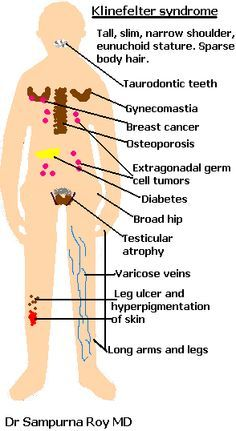 Klinefelter syndrome
Tall, slim, narrow shoulder,
eunuchoid stature. Sparse
body hair.
Taurodontic teeth
Gynecomastia
Breast cancer
Osteoporosis
Extragonadal germ
cell tumors
Diabetes
Broad hip
Testicular
atrophy
Varicose veins
Leg ulcer and
hyperpigmentation
of skin
Long arms and legs
Dr Sampurna Roy MD